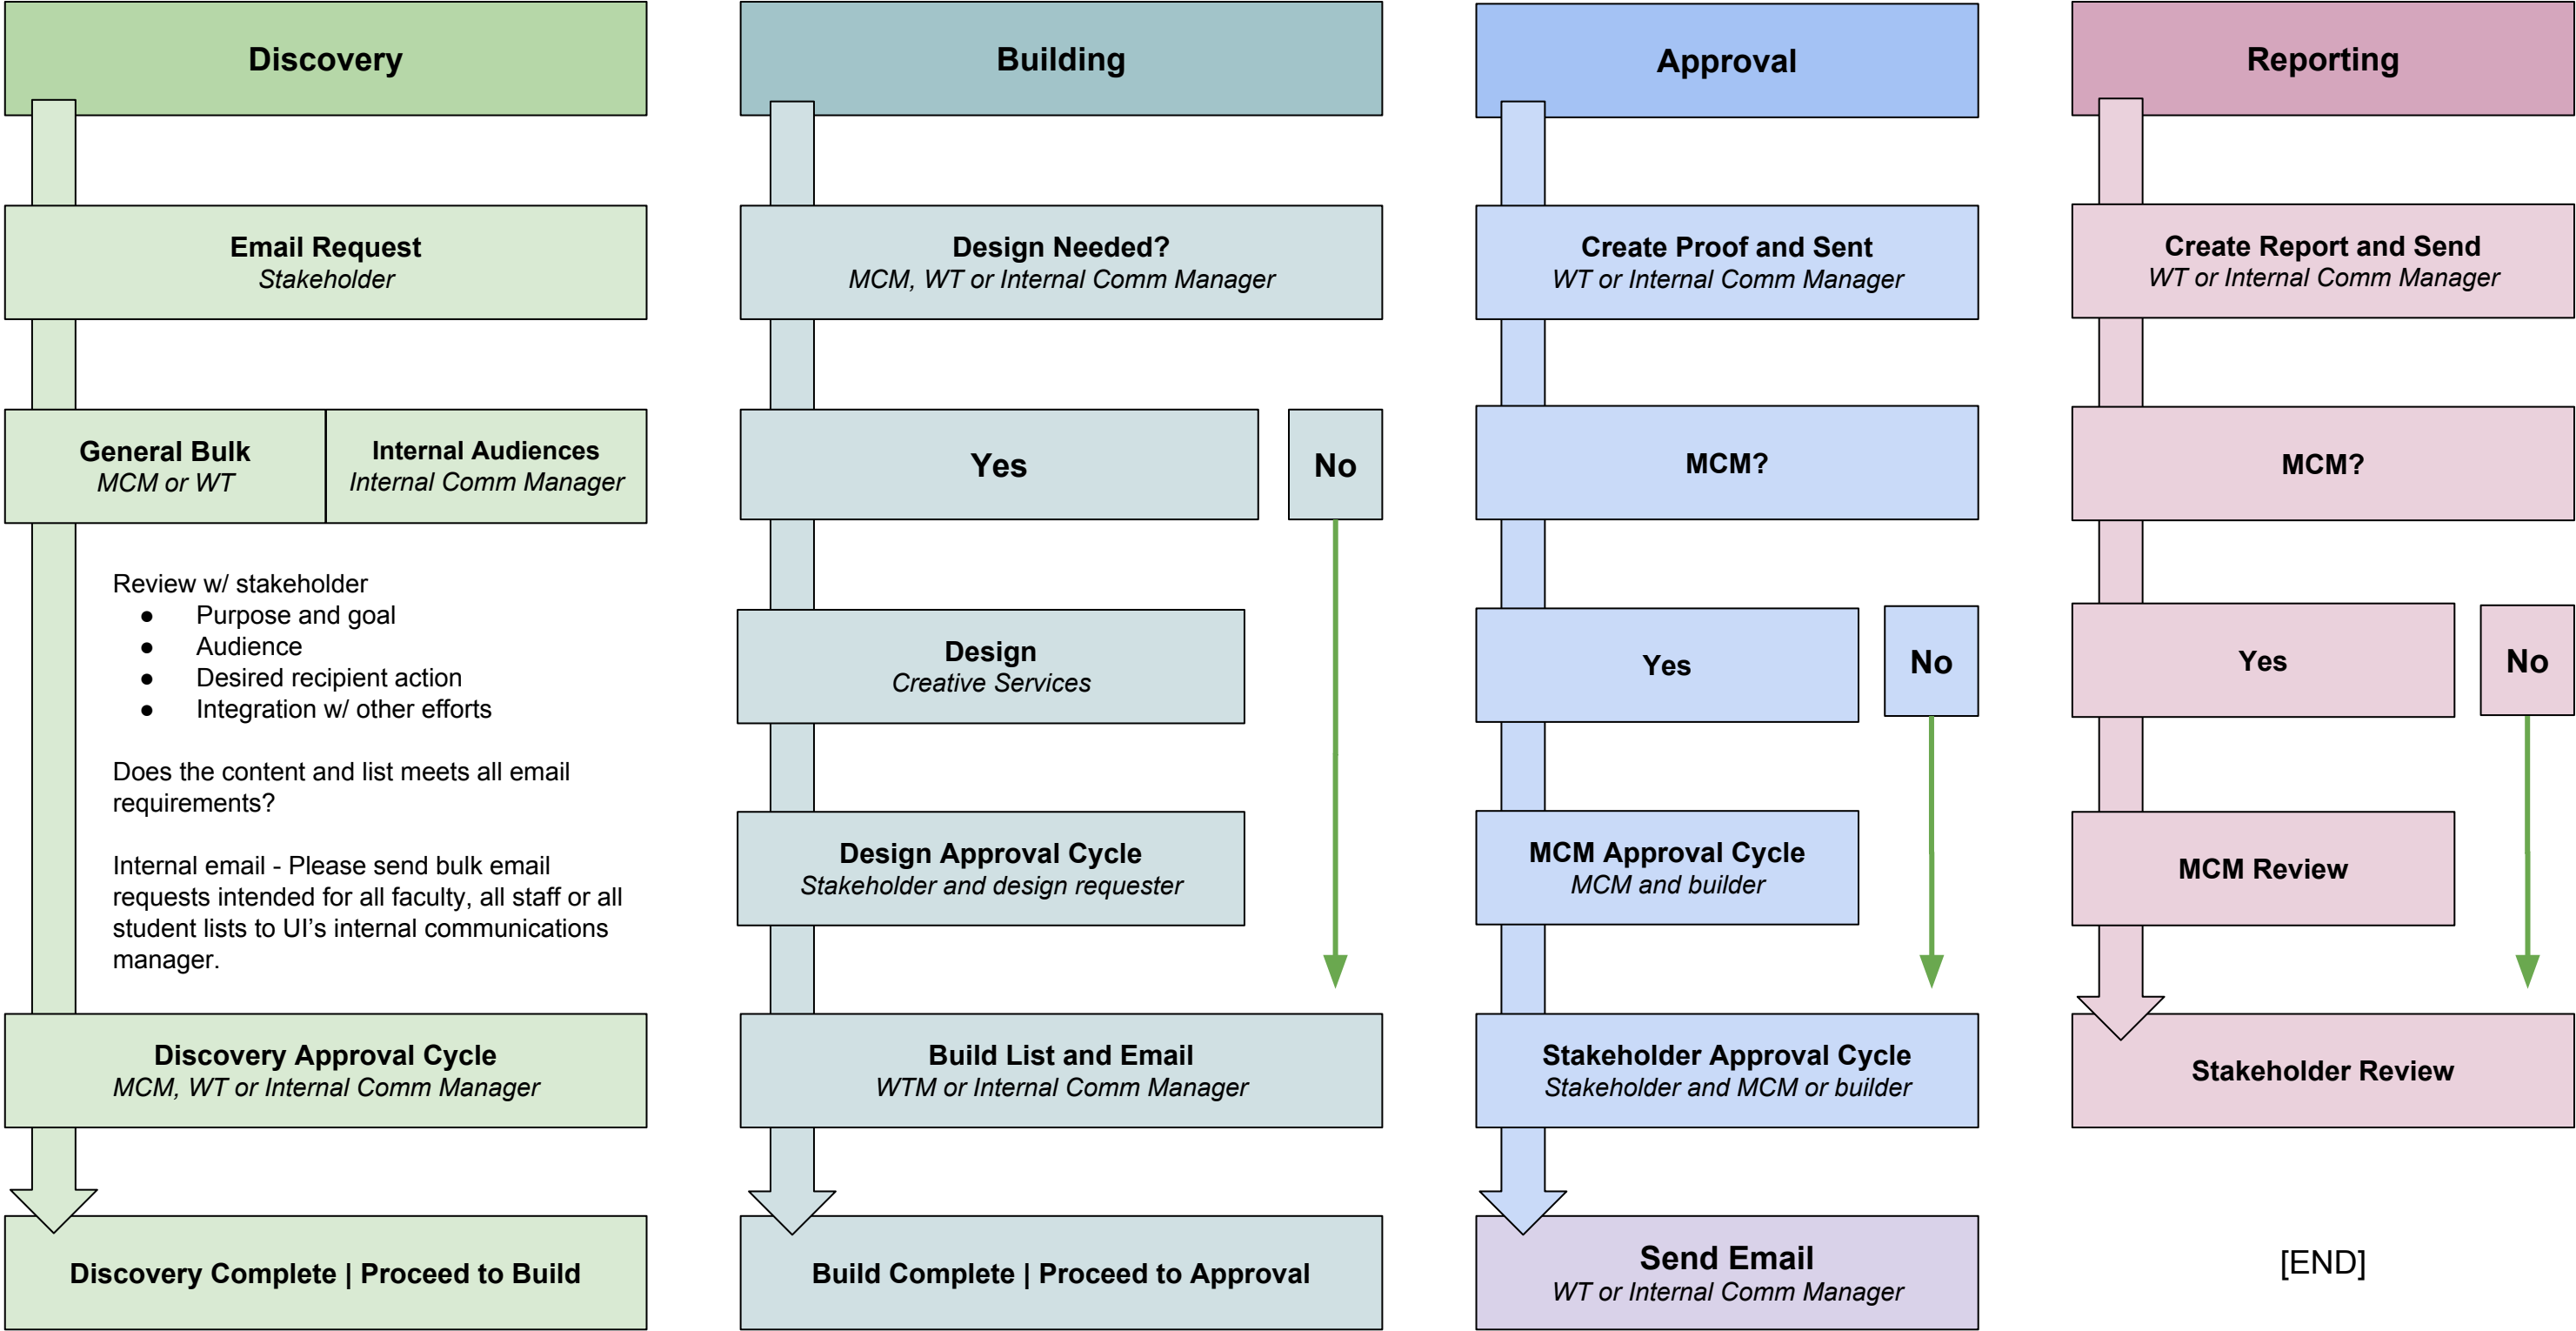 Discovery
Email Request
Stakeholder
General Bulk
MCM or WT
Internal Audiences
Internal Comm Manager
Review w/ stakeholder
● Purpose and goal
● Audience
● Desired recipient action
● Integration w/ other efforts
Does the content and list meets all email
requirements?
Internal email - Please send bulk email
requests intended for all faculty, all staff or all
student lists to UI’s internal communications
manager.
Discovery Approval Cycle
MCM, WT or Internal Comm Manager
Discovery Complete | Proceed to Build
Building
Design Needed?
MCM, WT or Internal Comm Manager
Yes
No
Design
Creative Services
Design Approval Cycle
Stakeholder and design requester
Build List and Email
WTM or Internal Comm Manager
Build Complete | Proceed to Approval
Approval
Create Proof and Sent
WT or Internal Comm Manager
MCM?
Yes
No
MCM Approval Cycle
MCM and builder
Stakeholder Approval Cycle
Stakeholder and MCM or builder
Send Email
WT or Internal Comm Manager
Reporting
Create Report and Send
WT or Internal Comm Manager
MCM?
Yes
No
MCM Review
Stakeholder Review
[END]